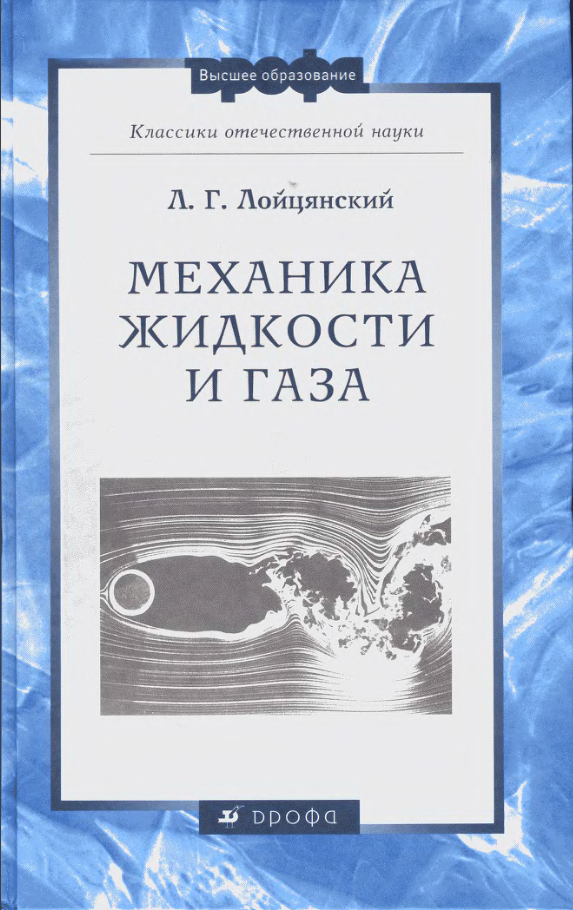 Высшее образование
дрофа
Классики отечественной науки
Л. Г. Лойцянский
МЕХАНИКА
ЖИДКОСТИ
И ГАЗА
дрофа